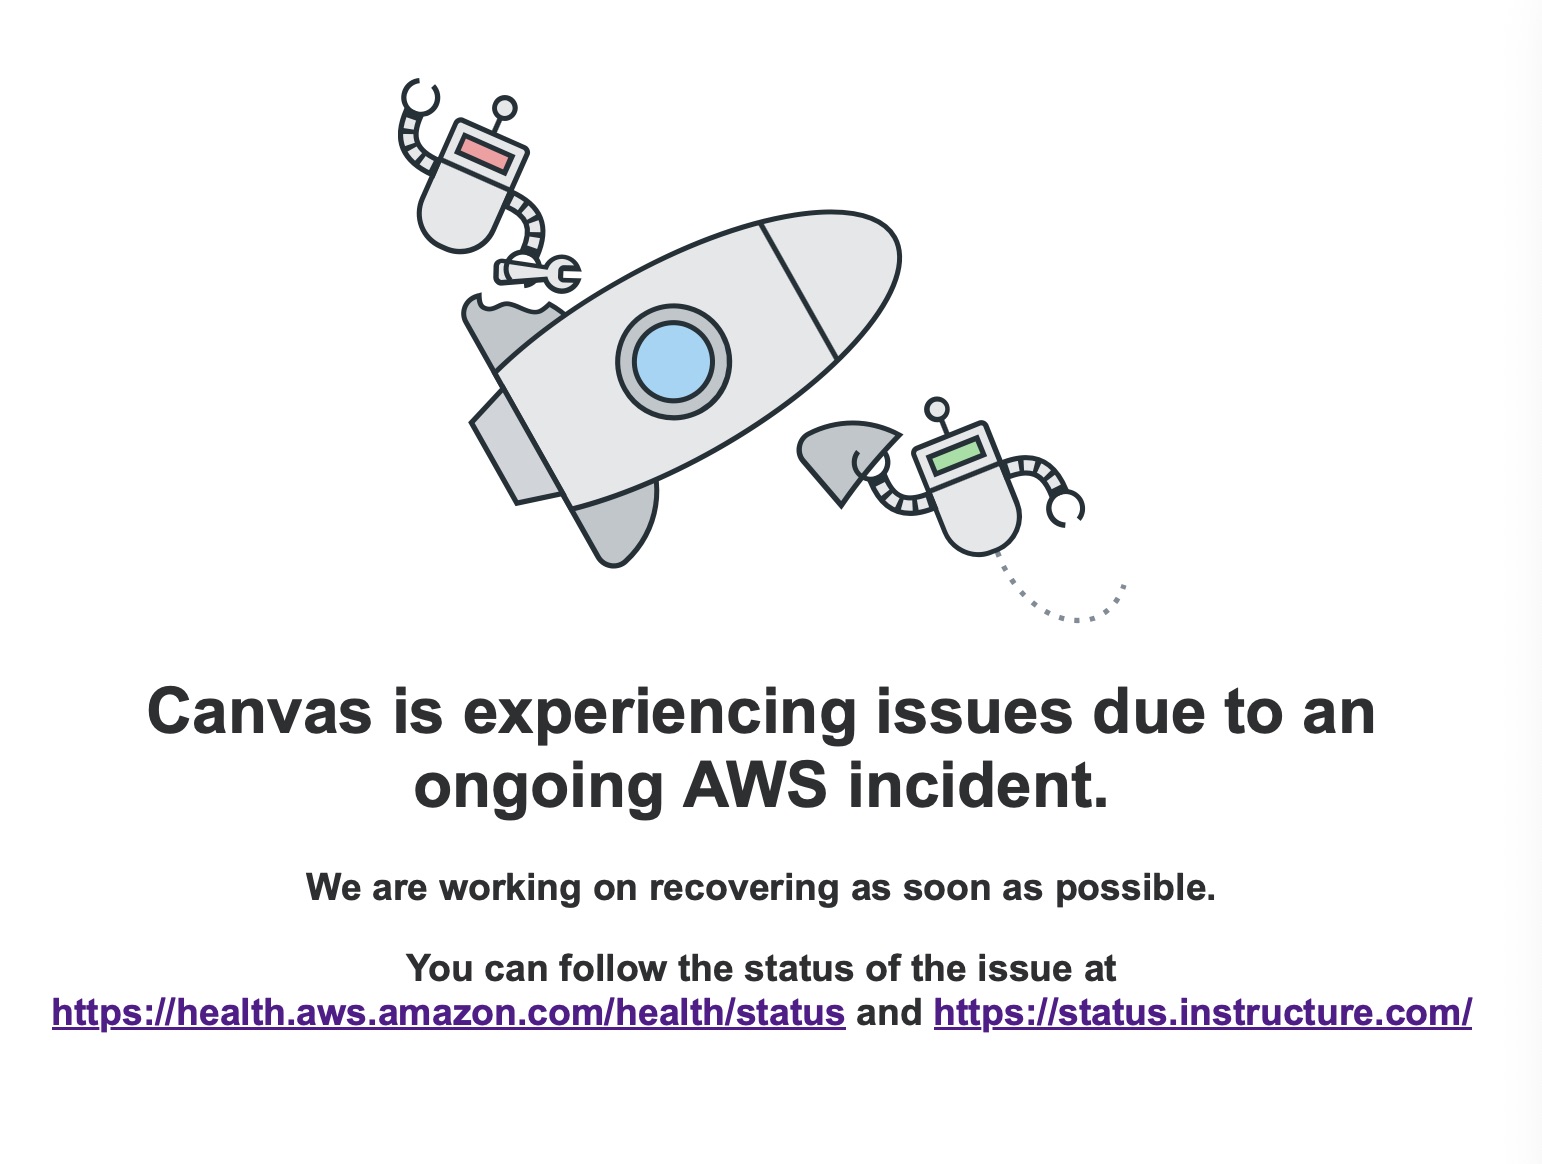 Canvas is experiencing issues due to an
ongoing AWS incident.
We are working on recovering as soon as possible.
You can follow the status of the issue at
https://health.aws.amazon.com/health/status and https://status.instructure.com/